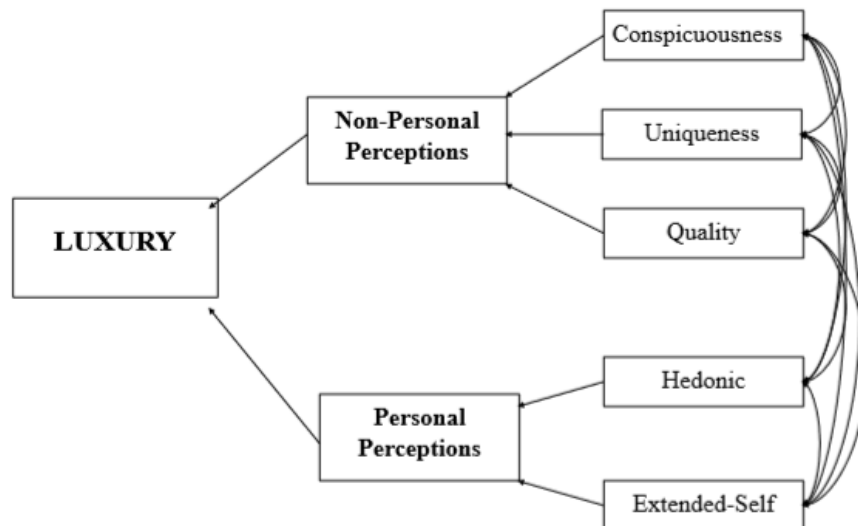 Conspicuousness
Non-Personal
Perceptions
Uniqueness
LUXURY
Quality
Hedonic
Personal
Perceptions
Extended-Self